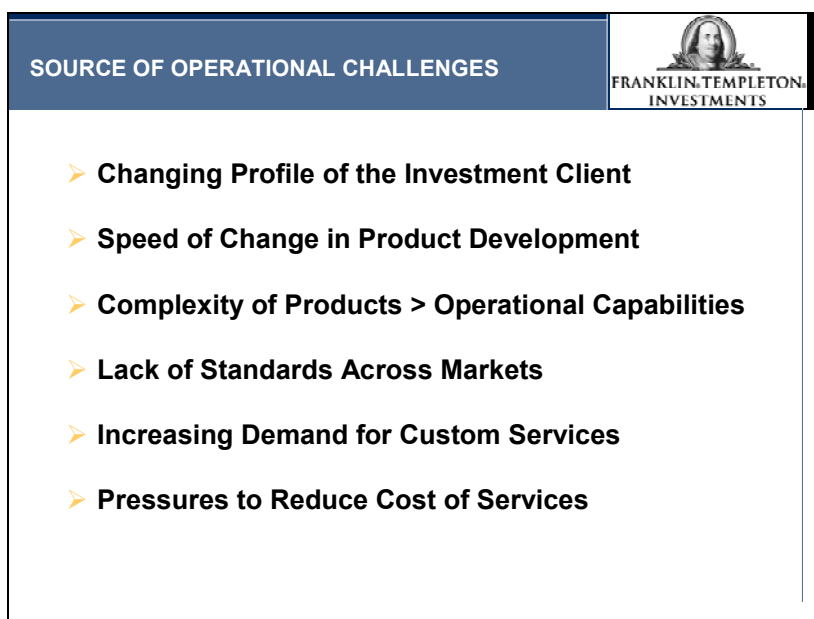 SOURCE OF OPERATIONAL CHALLENGES
FRANKLIN TEMPLETON
INVESTMENTS
Changing Profile of the Investment Client
Speed of Change in Product Development
Complexity of Products > Operational Capabilities
Lack of Standards Across Markets
Increasing Demand for Custom Services
Pressures to Reduce Cost of Services